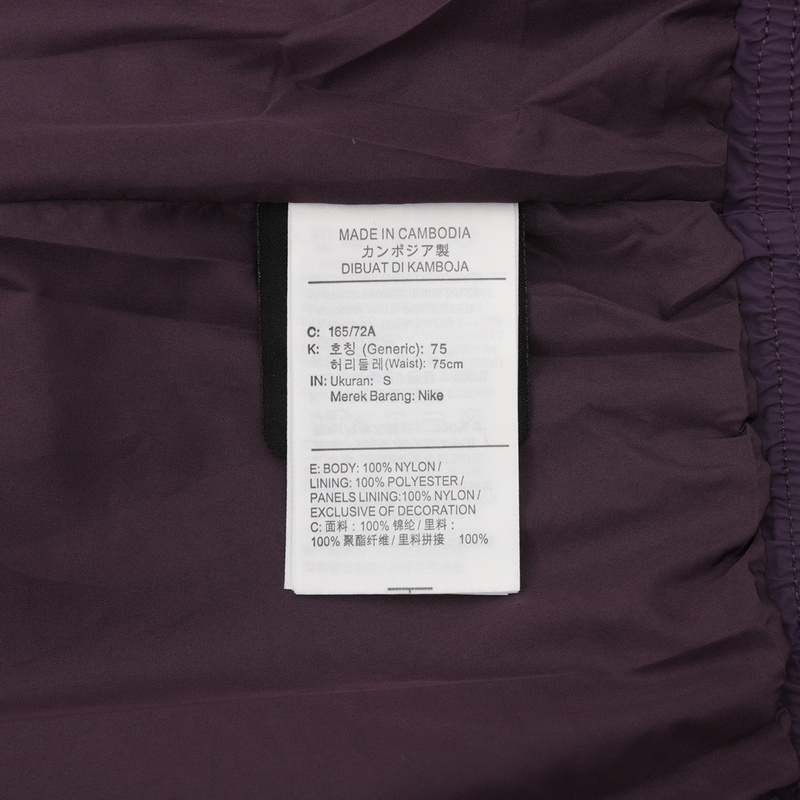 MADE IN CAMBODIA
カンボジア製
DIBUAT DI KAMBOJA
C: 165/72A
K: 호칭 (Generic): 75
허리둘레(Waist): 75cm
IN: Ukuran: S
Merek Barang: Nike
E: BODY: 100% NYLON /
LINING: 100% POLYESTER /
PANELS LINING:100% NYLON /
EXCLUSIVE OF DECORATION
C: 面料 : 100% 锦纶 / 里料 :
100% 聚酯纤维 / 里料拼接 100%